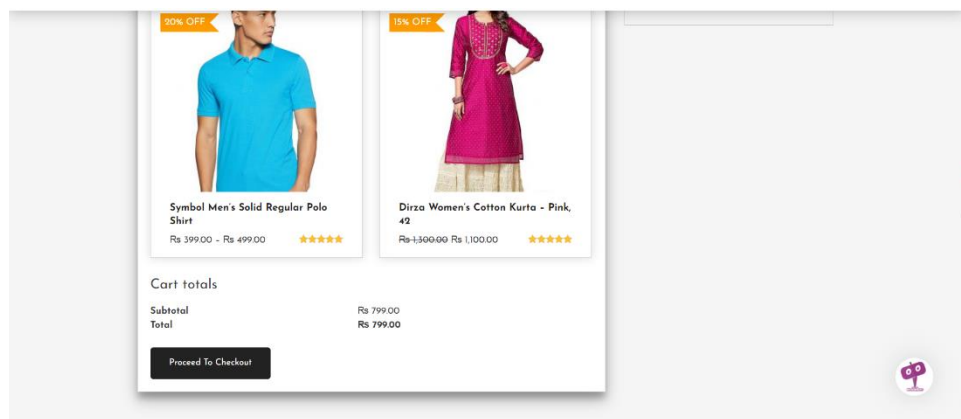 20% OFF
15% OFF
Symbol Men's Solid Regular Polo
Shirt
Rs 399.00 - Rs 499.00
Dirza Women's Cotton Kurta - Pink,
42
Rs 1,300.00 Rs 1,100.00
Cart totals
Subtotal Rs 799.00
Total Rs 799.00
Proceed To Checkout